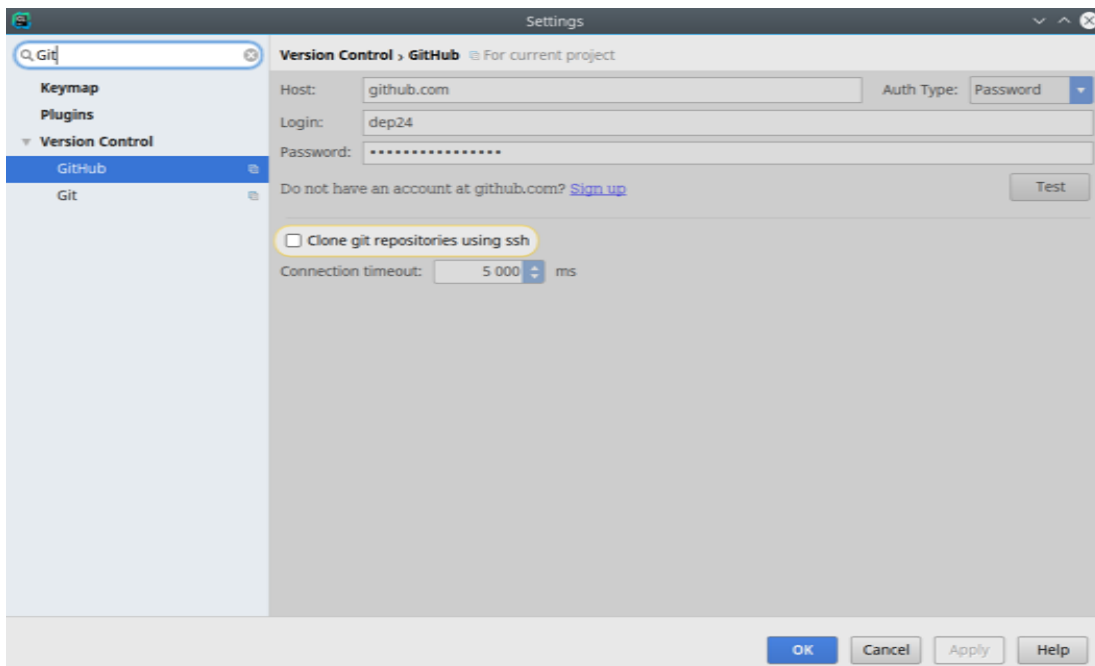 Settings
Git
Version Control › GitHub For current project
Keymap
Plugins
Version Control
GitHub
Git
Host: github.com Auth Type: Password
Login: dep24
Password: ••••••••••••••••
Do not have an account at github.com? Sign up Test
Clone git repositories using ssh
Connection timeout: 5 000 ms
OK Cancel Apply Help